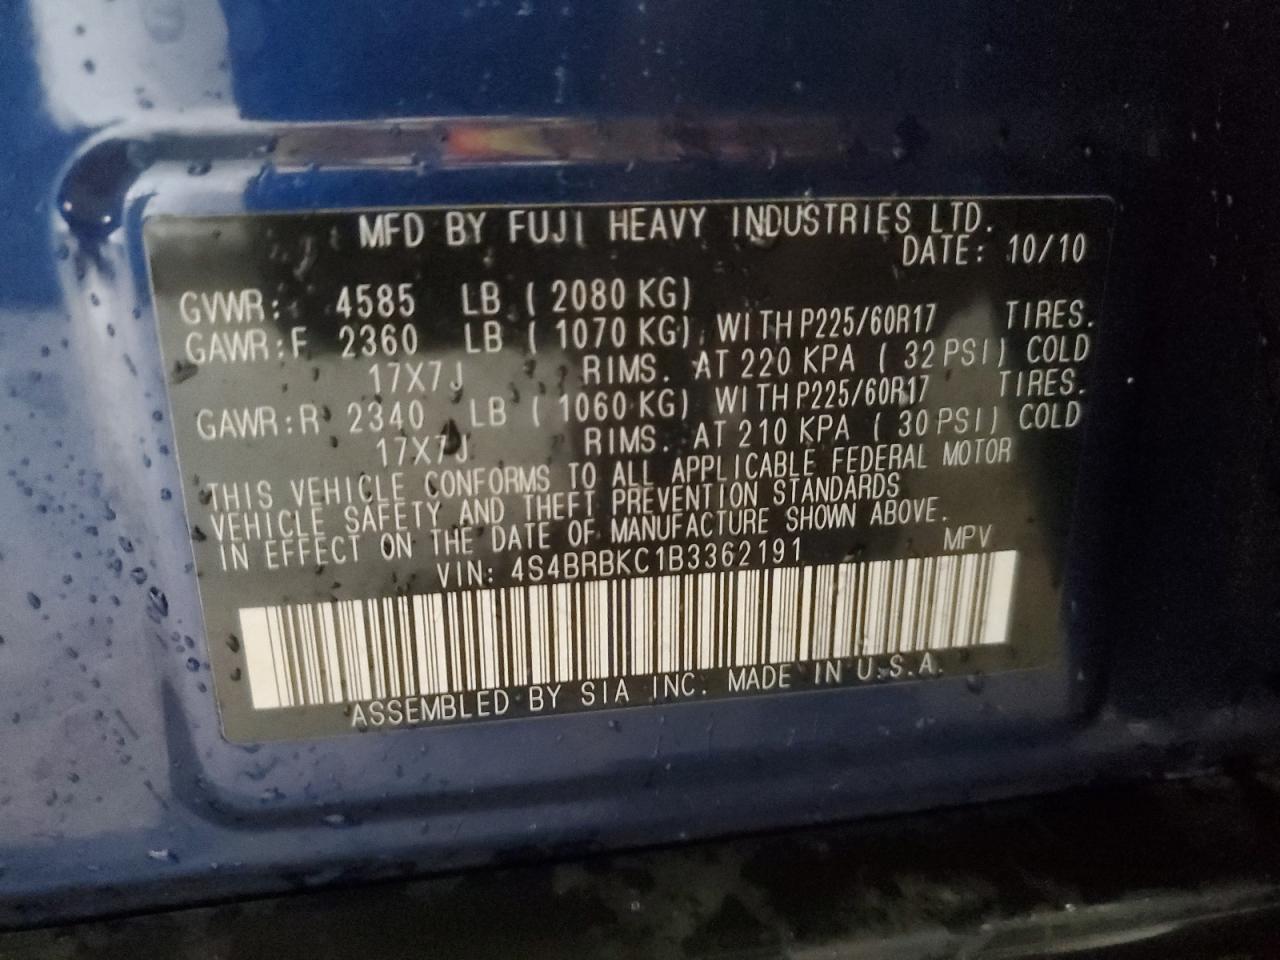 MFD BY FUJI HEAVY INDUSTRIES LTD.
DATE: 10/10
GVWR: 4585 LB ( 2080 KG)
GAWR:F 2360 LB ( 1070 KG) WITH P225/60R17 TIRES.
17X7J RIMS. AT 220 KPA ( 32 PSI) COLD
GAWR:R 2340 LB ( 1060 KG) WITH P225/60R17 TIRES.
17X7J RIMS. AT 210 KPA ( 30 PSI) COLD
THIS VEHICLE CONFORMS TO ALL APPLICABLE FEDERAL MOTOR
VEHICLE SAFETY AND THEFT PREVENTION STANDARDS
IN EFFECT ON THE DATE OF MANUFACTURE SHOWN ABOVE.
VIN: 4S4BRBKC1B3362191 MPV
ASSEMBLED BY SIA INC. MADE IN U.S.A.